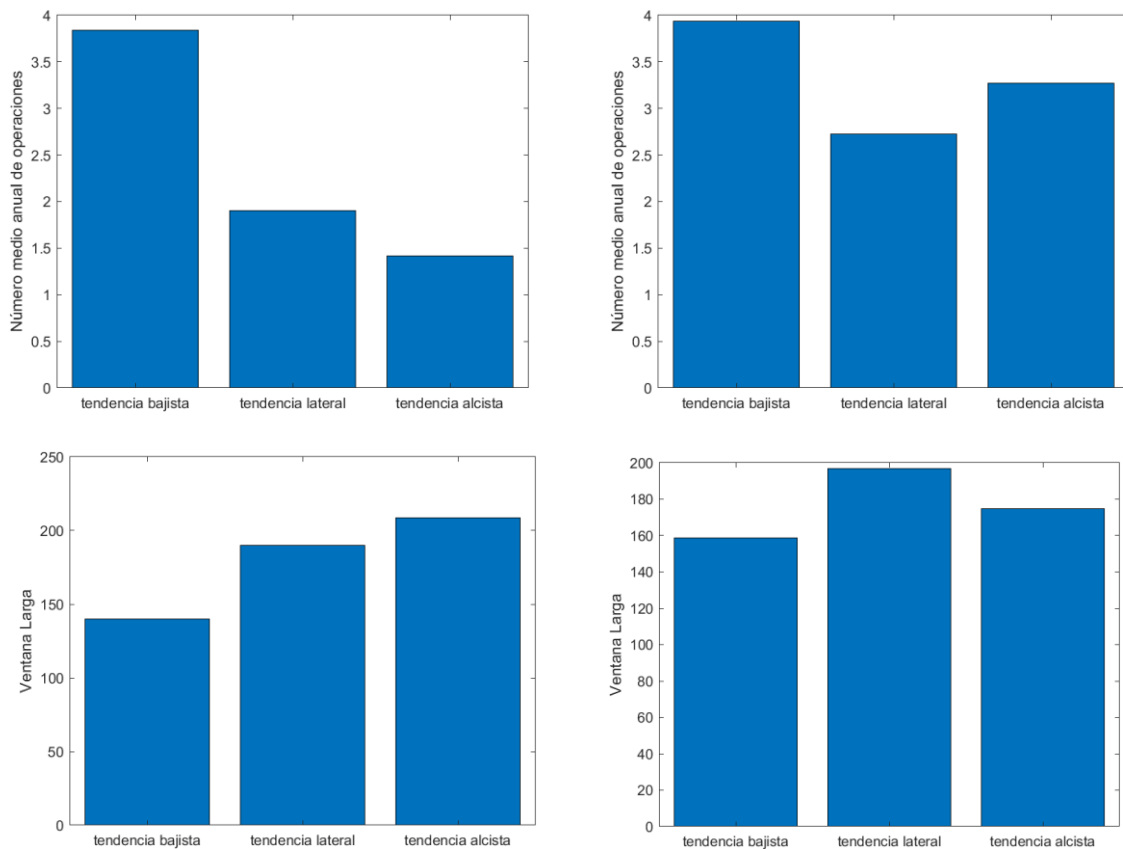 Número medio anual de operaciones
4
3.5
3
2.5
2
1.5
1
0.5
0
tendencia bajista
tendencia lateral
tendencia alcista
Número medio anual de operaciones
4
3.5
3
2.5
2
1.5
1
0.5
0
tendencia bajista
tendencia lateral
tendencia alcista
Ventana Larga
250
200
150
100
50
0
tendencia bajista
tendencia lateral
tendencia alcista
Ventana Larga
200
180
160
140
120
100
80
60
40
20
0
tendencia bajista
tendencia lateral
tendencia alcista